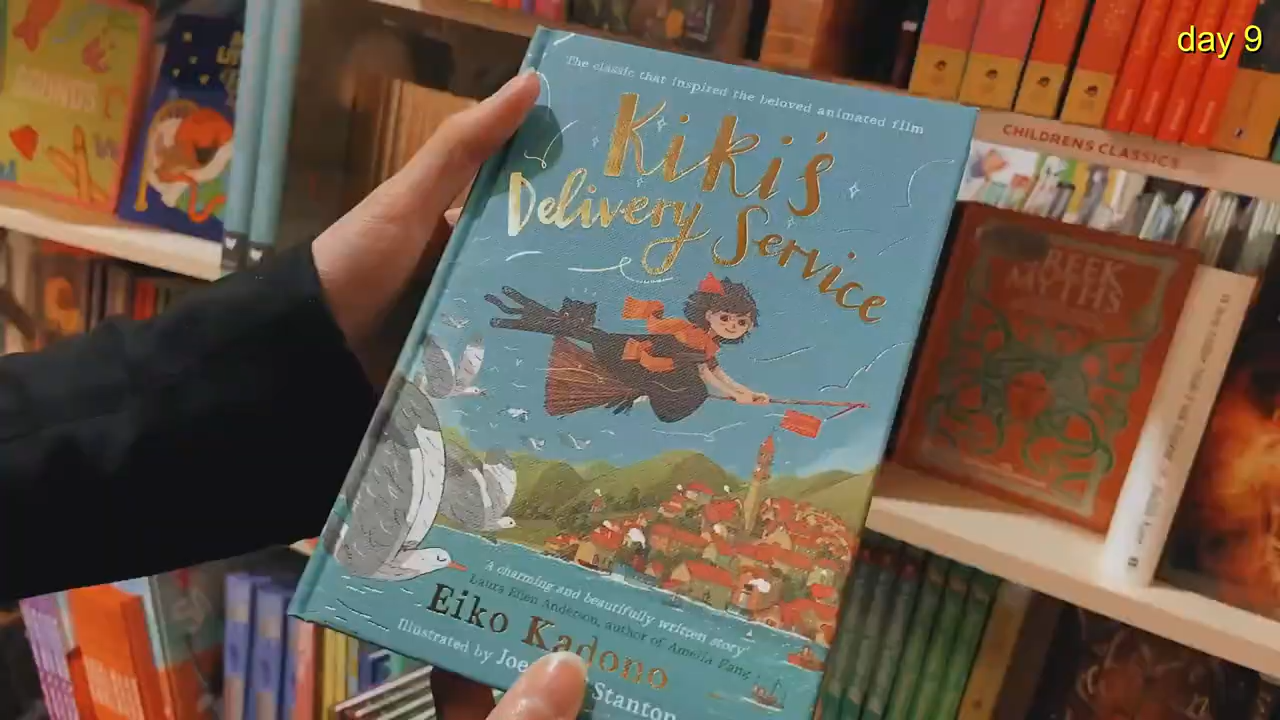 day 9
The classic that inspired the beloved animated film
Kiki's
Delivery Service
'A charming and beautifully written story'
Laura Ellen Anderson, author of Amelia Fang
Eiko Kadono
Illustrated by Joe Stanton
CHILDRENS CLASSICS
GREEK
MYTHS